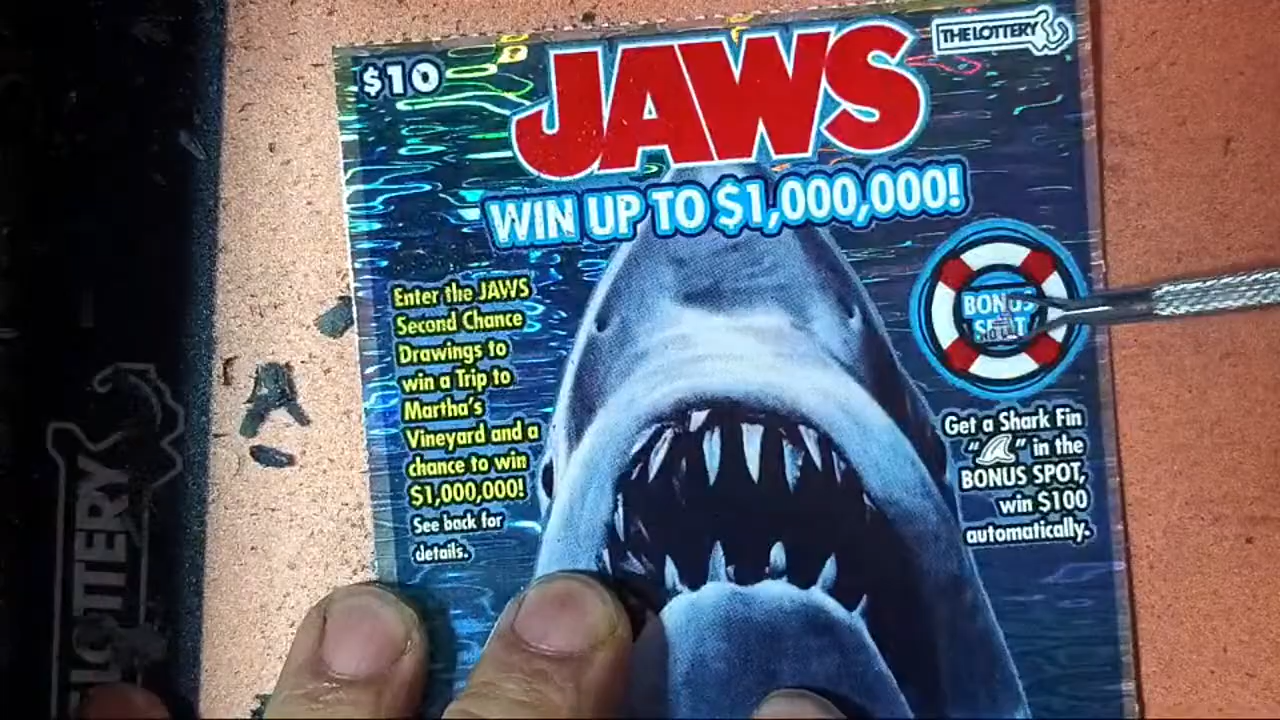 THE LOTTERY
$10
JAWS
WIN UP TO $1,000,000!
Enter the JAWS
Second Chance
Drawings to
win a Trip to
Martha's
Vineyard and a
chance to win
$1,000,000!
See back for
details.
BONUS
SPOT
Get a Shark Fin
" " in the
BONUS SPOT,
win $100
automatically.
LOTTERY